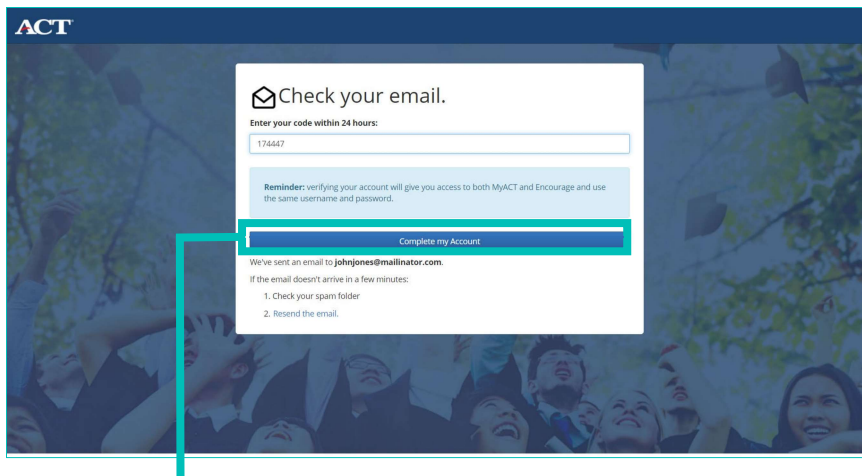 ACT
Check your email.
Enter your code within 24 hours:
174447
Reminder: verifying your account will give you access to both MyACT and Encourage and use
the same username and password.
Complete my Account
We've sent an email to johnjones@mailinator.com.
If the email doesn't arrive in a few minutes:
1. Check your spam folder
2. Resend the email.